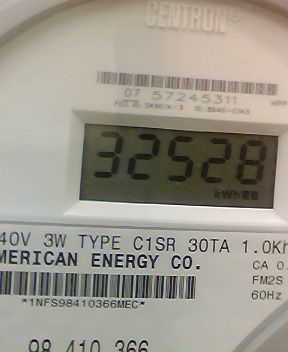 CENTRON®
07 57245311
32528
kWh
40V 3W TYPE C1SR 30TA 1.0Kh
MERICAN ENERGY CO.
CA 0.
FM2S
60Hz
*1NFS98410366MEC*
98 410 366